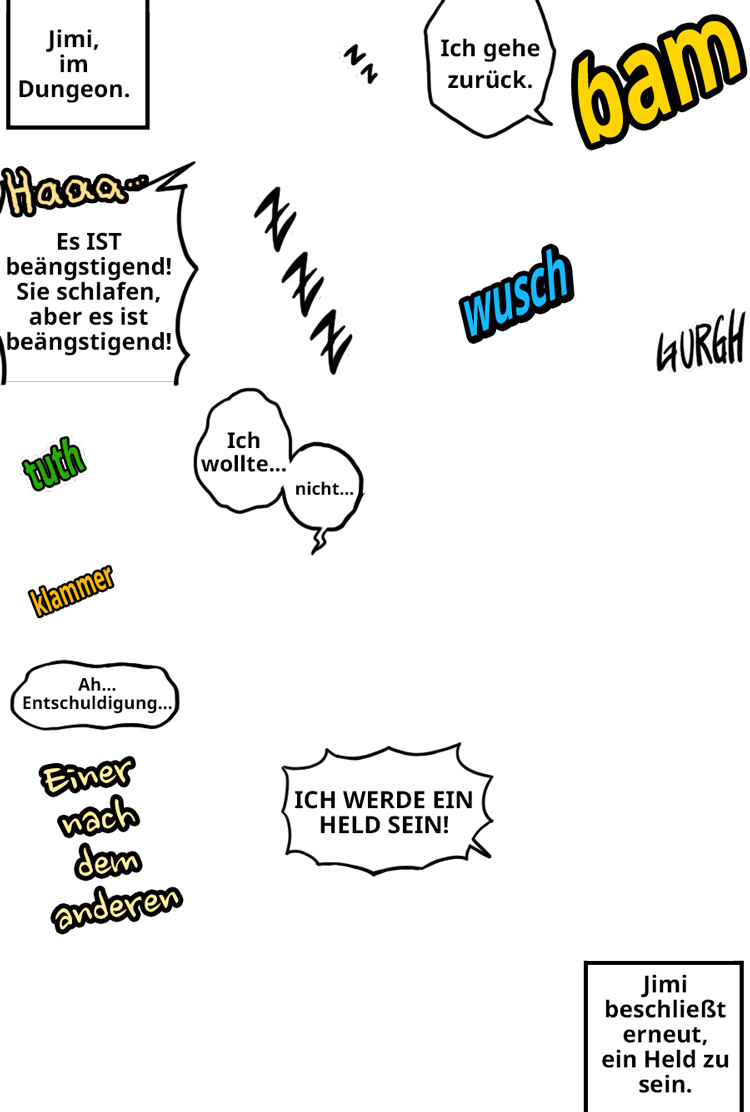 Jimi,
im
Dungeon.
Z
Z
Ich gehe
zurück.
bam
Haaa...
Es IST
beängstigend!
Sie schlafen,
aber es ist
beängstigend!
Z
Z
Z
wusch
GURGH
tuth
Ich
wollte...
nicht...
klammer
Ah...
Entschuldigung...
Einer
nach
dem
anderen
ICH WERDE EIN
HELD SEIN!
Jimi
beschließt
erneut,
ein Held zu
sein.